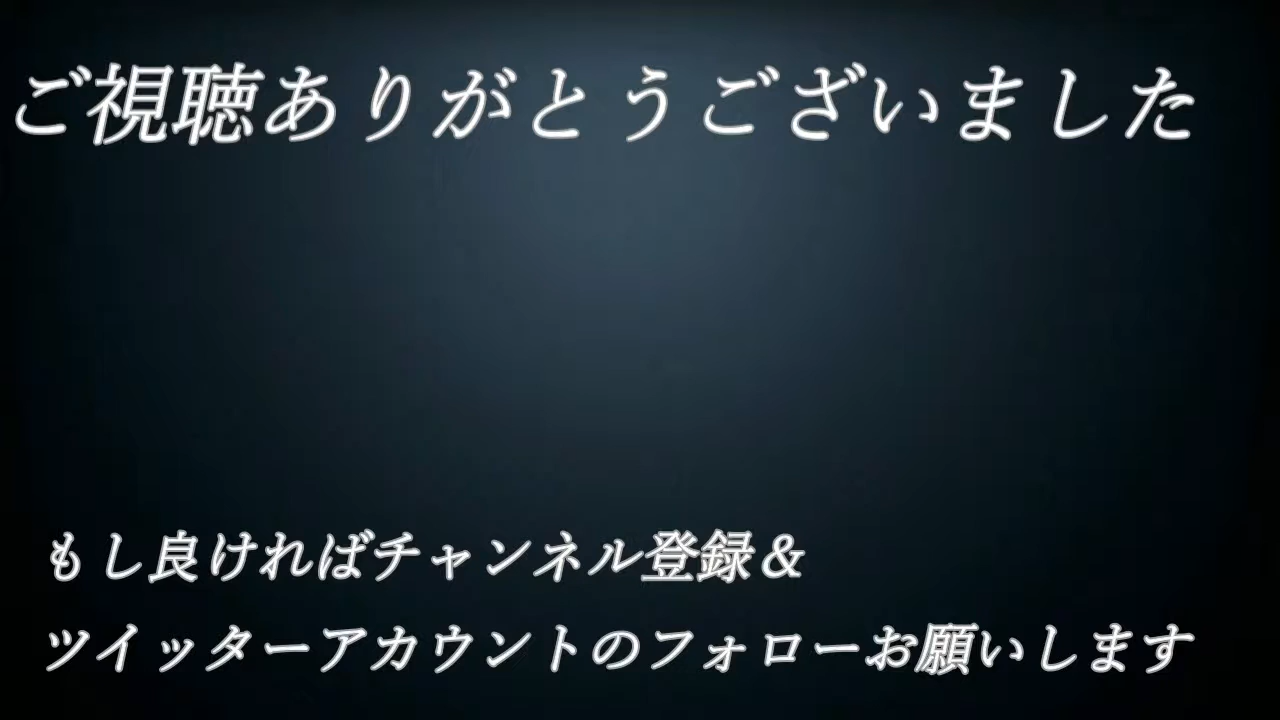 ご視聴ありがとうございました
もし良ければチャンネル登録＆
ツイッターアカウントのフォローお願いします